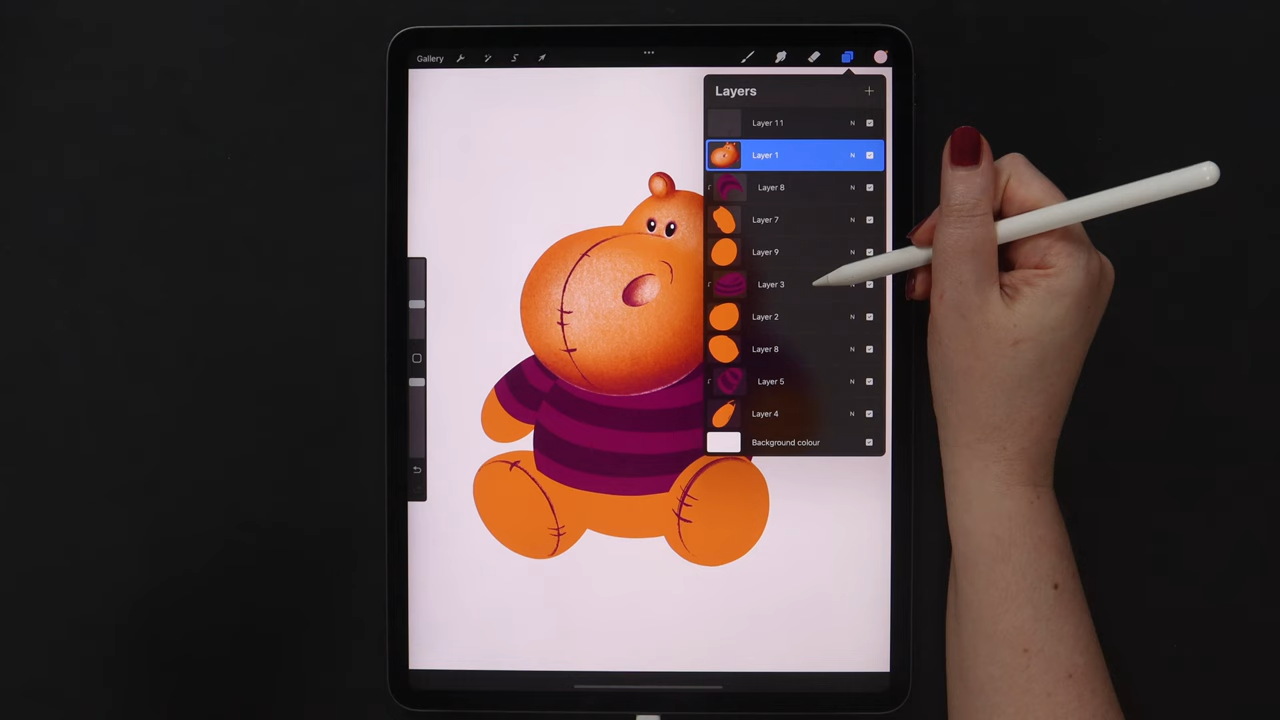 Gallery
Layers
Layer 11 N
Layer 1 N
Layer 8 N
Layer 7 N
Layer 9 N
Layer 3 N
Layer 2 N
Layer 8 N
Layer 5 N
Layer 4 N
Background colour